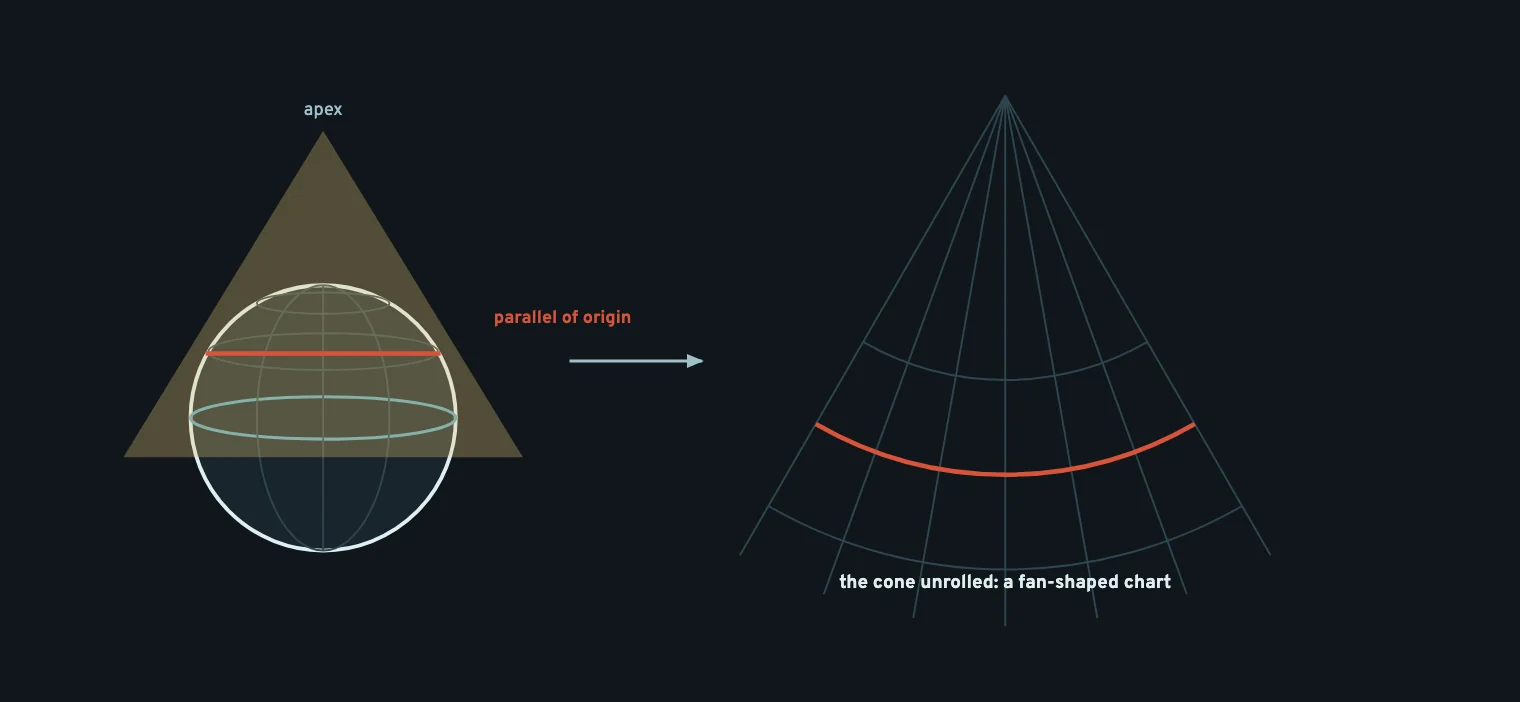 apex
parallel of origin
the cone unrolled: a fan-shaped chart